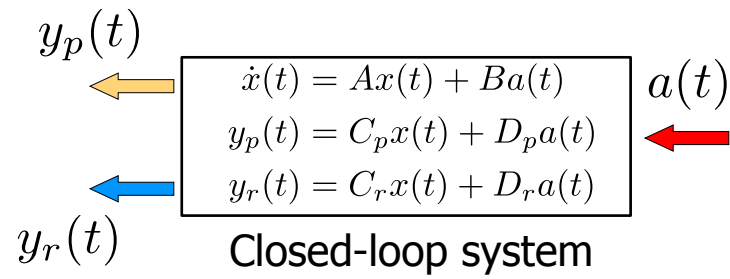 y_p(t)
ẋ(t) = Ax(t) + Ba(t)
a(t)
y_p(t) = C_p x(t) + D_p a(t)
y_r(t) = C_r x(t) + D_r a(t)
y_r(t)
Closed-loop system